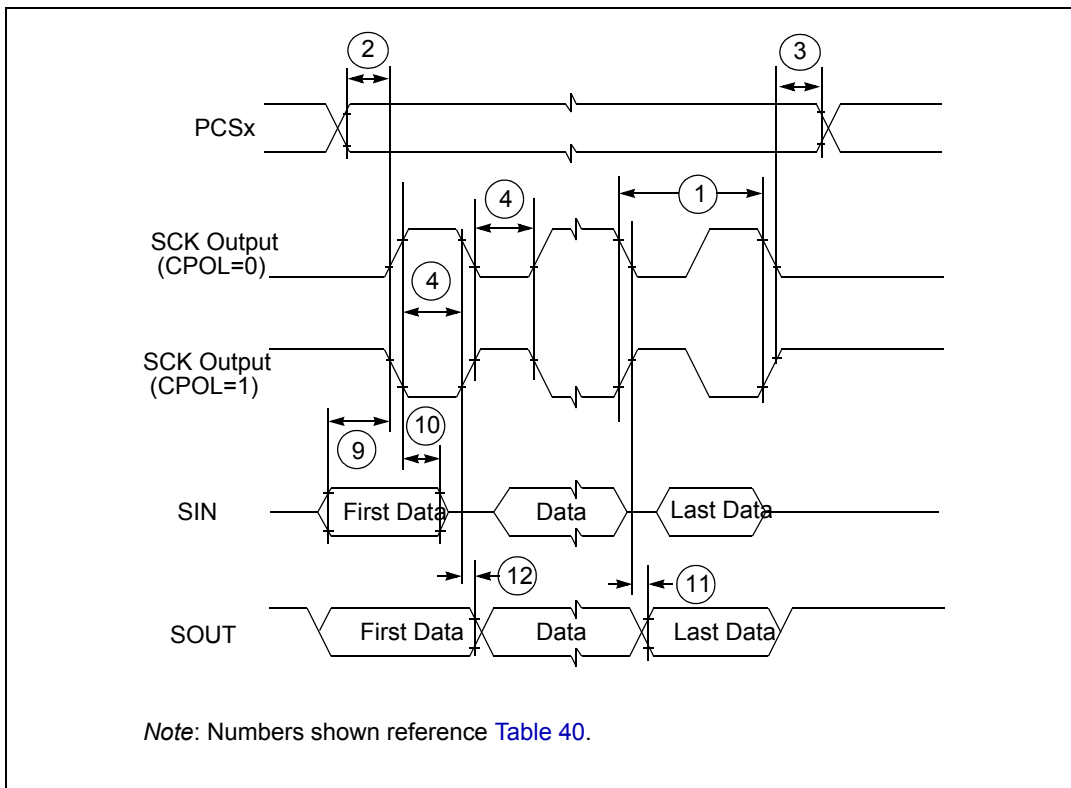 2
3
PCSx
1
4
SCK Output
(CPOL=0)
4
SCK Output
(CPOL=1)
10
9
SIN
First Data
Data
Last Data
12
11
SOUT
First Data
Data
Last Data
Note: Numbers shown reference Table 40.